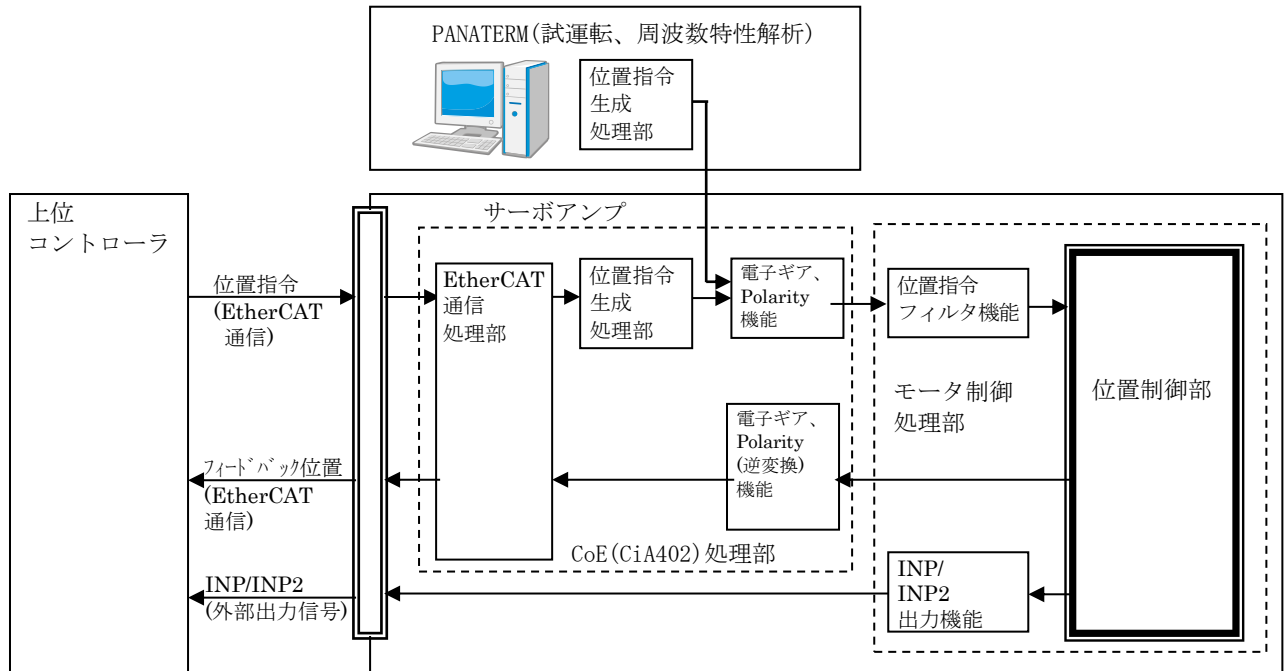 PANATERM(試運転、周波数特性解析)
位置指令
生成
処理部
上位
コントローラ
サーボアンプ
位置指令
(EtherCAT
通信)
EtherCAT
通信
処理部
位置指令
生成
処理部
電子ギア、
Polarity
機能
位置指令
フィルタ機能
モータ制御
処理部
位置制御部
電子ギア、
Polarity
(逆変換)
機能
フィードバック位置
(EtherCAT
通信)
CoE(CiA402)処理部
INP/INP2
(外部出力信号)
INP/
INP2
出力機能